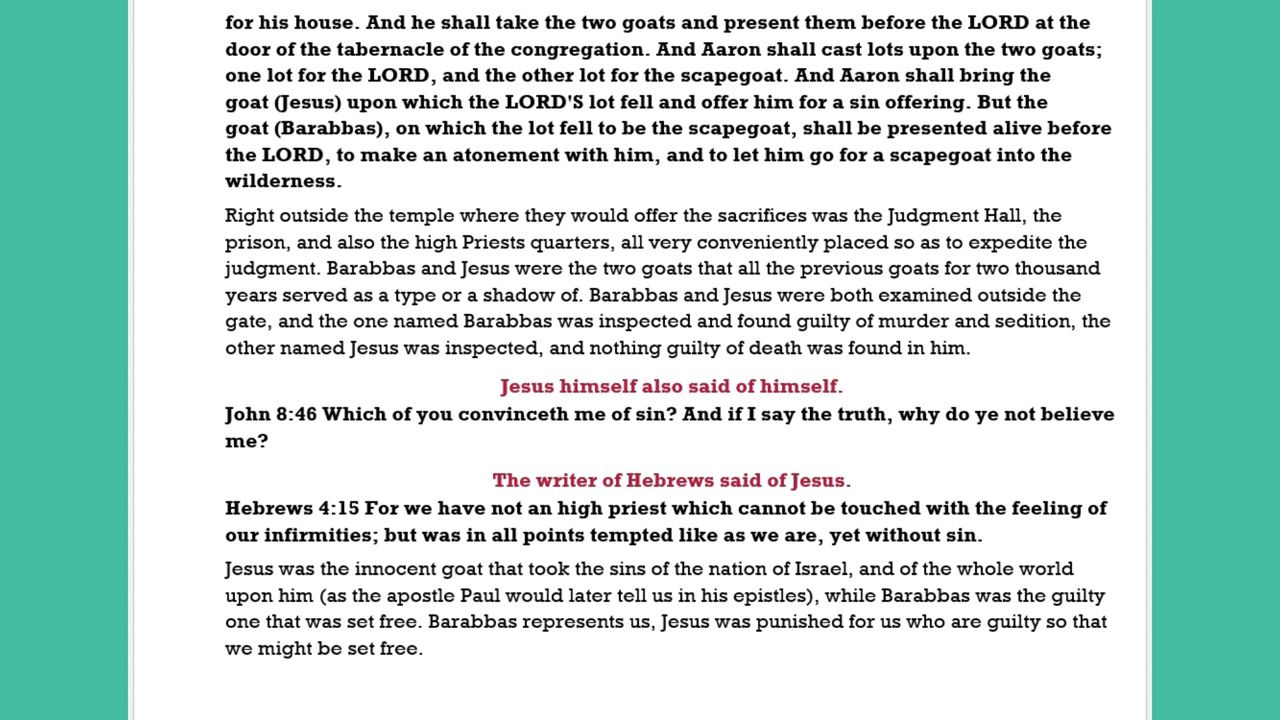 for his house. And he shall take the two goats and present them before the LORD at the
door of the tabernacle of the congregation. And Aaron shall cast lots upon the two goats;
one lot for the LORD, and the other lot for the scapegoat. And Aaron shall bring the
goat (Jesus) upon which the LORD'S lot fell and offer him for a sin offering. But the
goat (Barabbas), on which the lot fell to be the scapegoat, shall be presented alive before
the LORD, to make an atonement with him, and to let him go for a scapegoat into the
wilderness.
Right outside the temple where they would offer the sacrifices was the Judgment Hall, the
prison, and also the high Priests quarters, all very conveniently placed so as to expedite the
judgment. Barabbas and Jesus were the two goats that all the previous goats for two thousand
years served as a type or a shadow of. Barabbas and Jesus were both examined outside the
gate, and the one named Barabbas was inspected and found guilty of murder and sedition, the
other named Jesus was inspected, and nothing guilty of death was found in him.
Jesus himself also said of himself.
John 8:46 Which of you convinceth me of sin? And if I say the truth, why do ye not believe
me?
The writer of Hebrews said of Jesus.
Hebrews 4:15 For we have not an high priest which cannot be touched with the feeling of
our infirmities; but was in all points tempted like as we are, yet without sin.
Jesus was the innocent goat that took the sins of the nation of Israel, and of the whole world
upon him (as the apostle Paul would later tell us in his epistles), while Barabbas was the guilty
one that was set free. Barabbas represents us, Jesus was punished for us who are guilty so that
we might be set free.